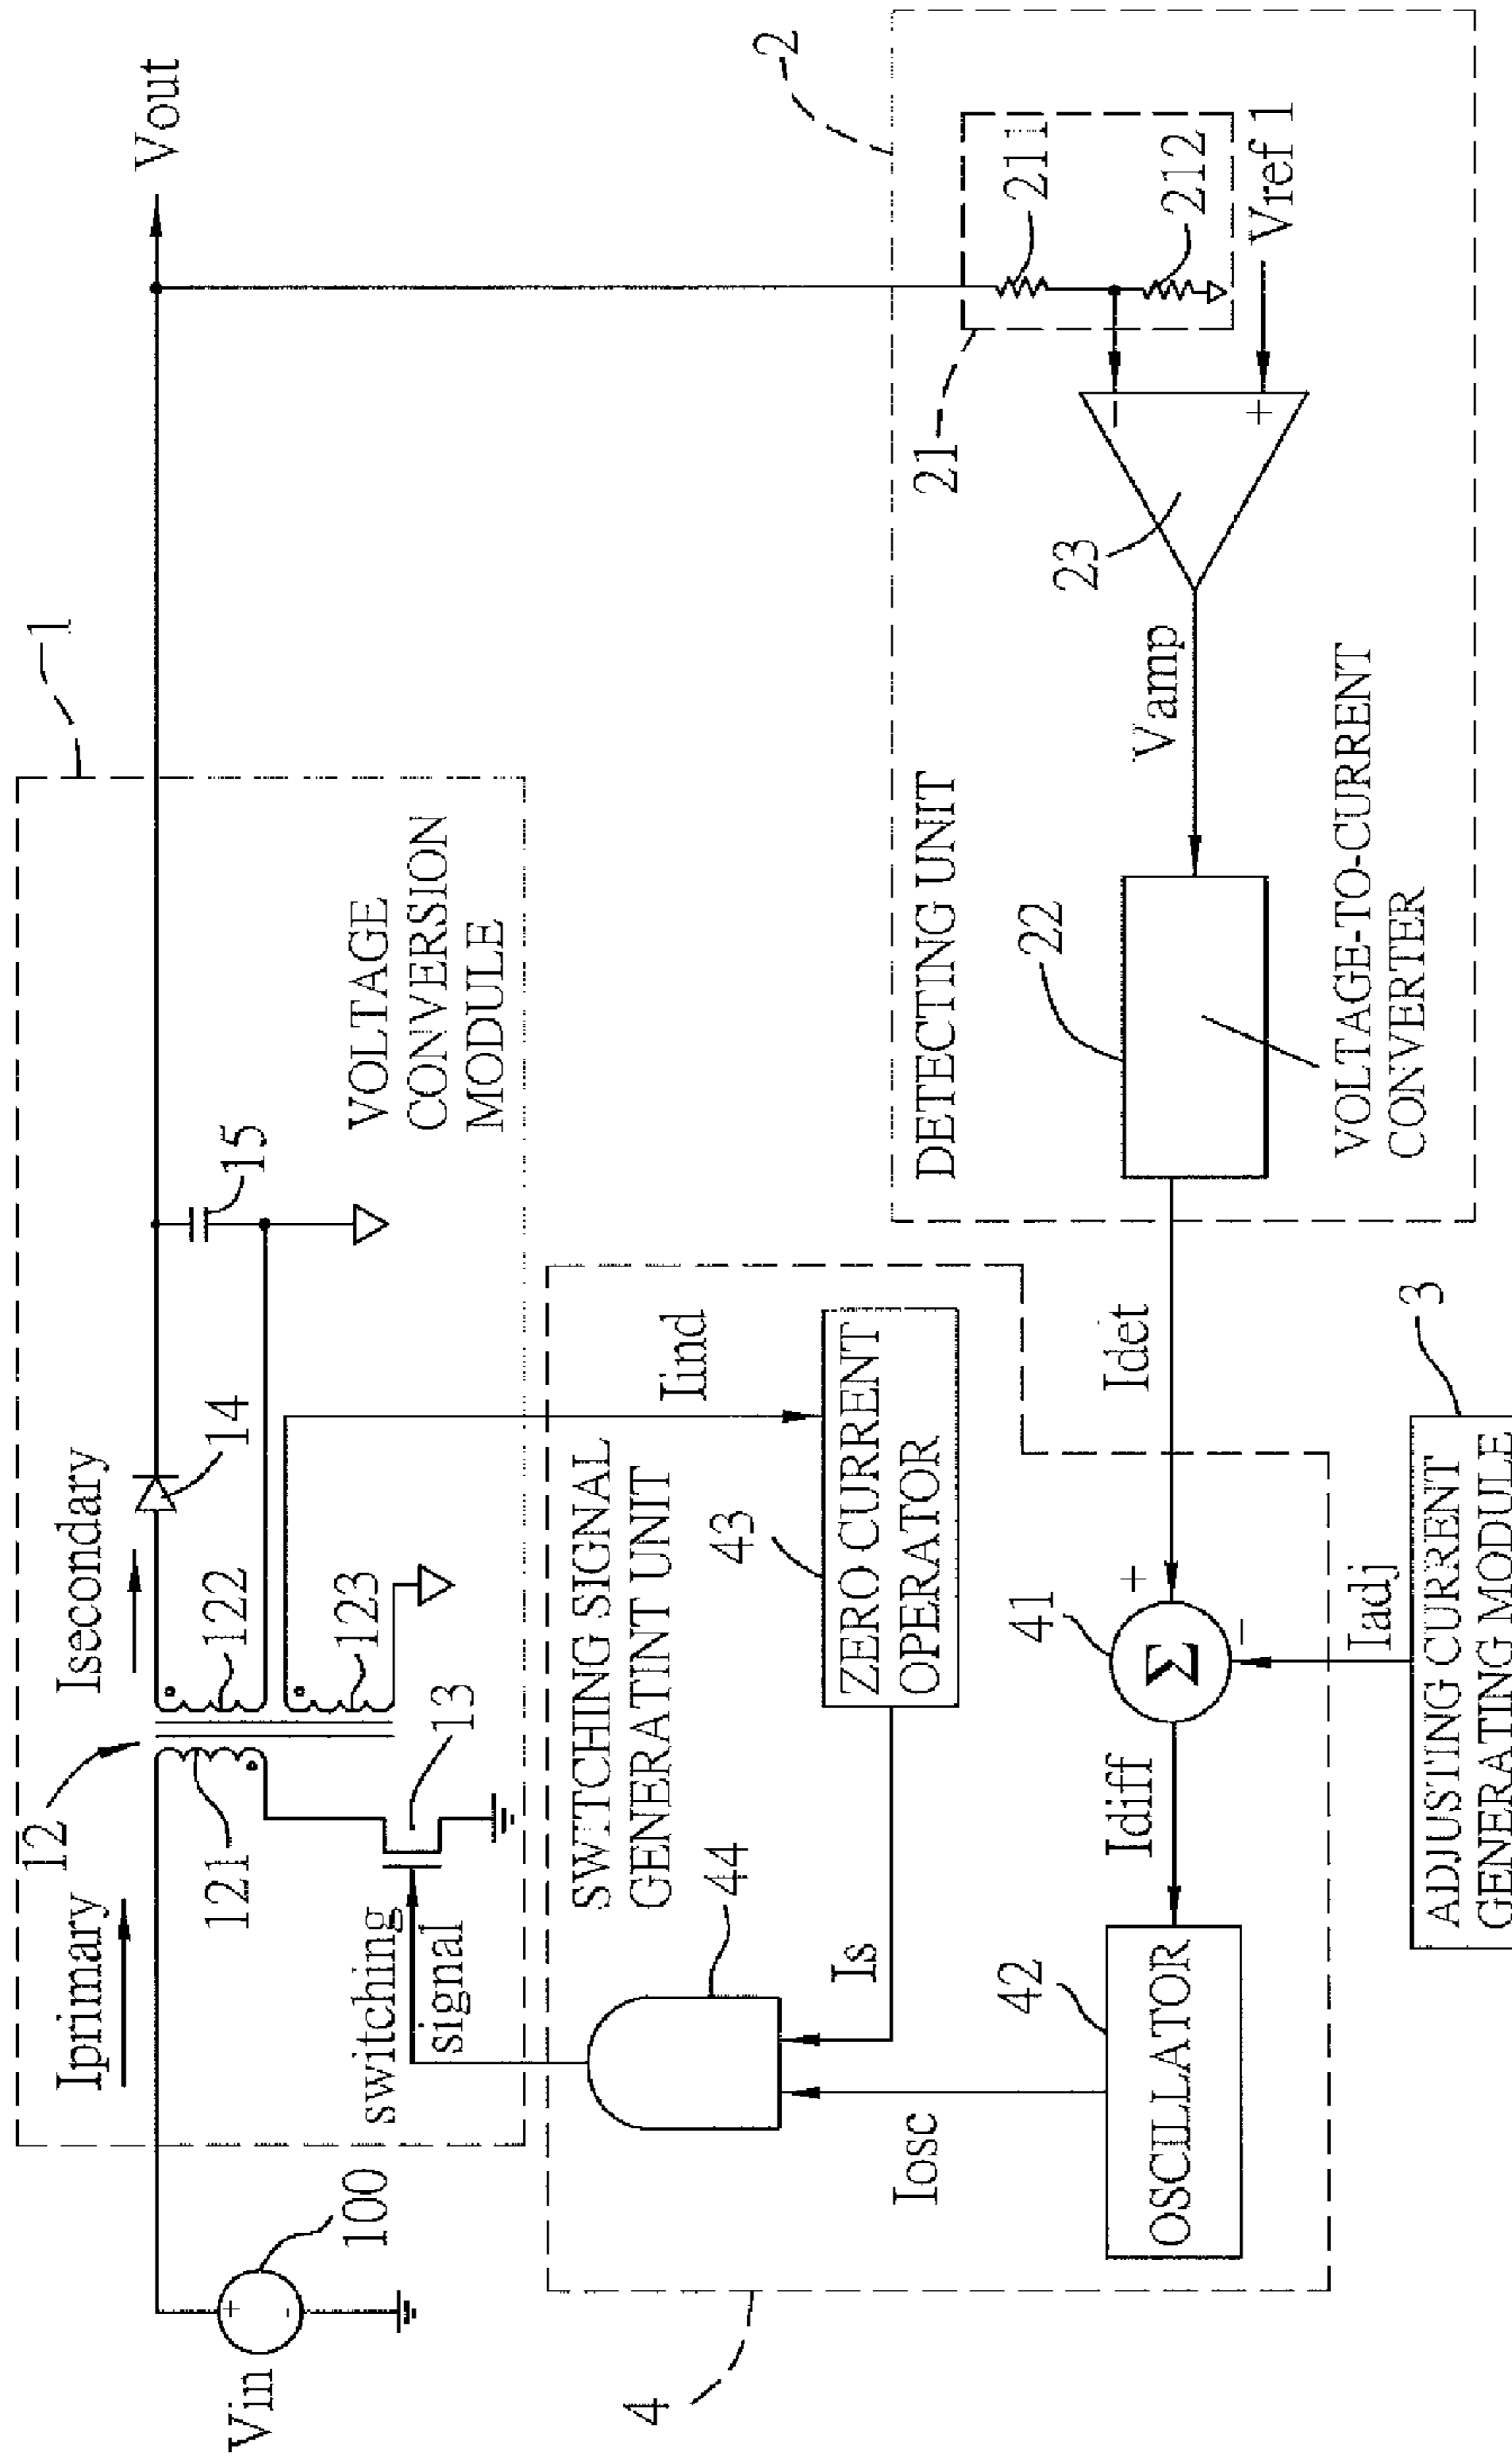 Vin
100
Iprimary
12
121
Isecondary
122
123
14
13
15
switching
signal
VOLTAGE
CONVERSION
MODULE
1
Vout
4
SWITCHING SIGNAL
GENERATINT UNIT
44
43
ZERO CURRENT
OPERATOR
Iind
Is
Iosc
42
OSCILLATOR
Idiff
41
Σ
+
-
Idet
Iadj
3
ADJUSTING CURRENT
GENERATING MODULE
DETECTING UNIT
22
VOLTAGE-TO-CURRENT
CONVERTER
Vamp
23
-
+
21
211
212
Vref 1
2
+
-